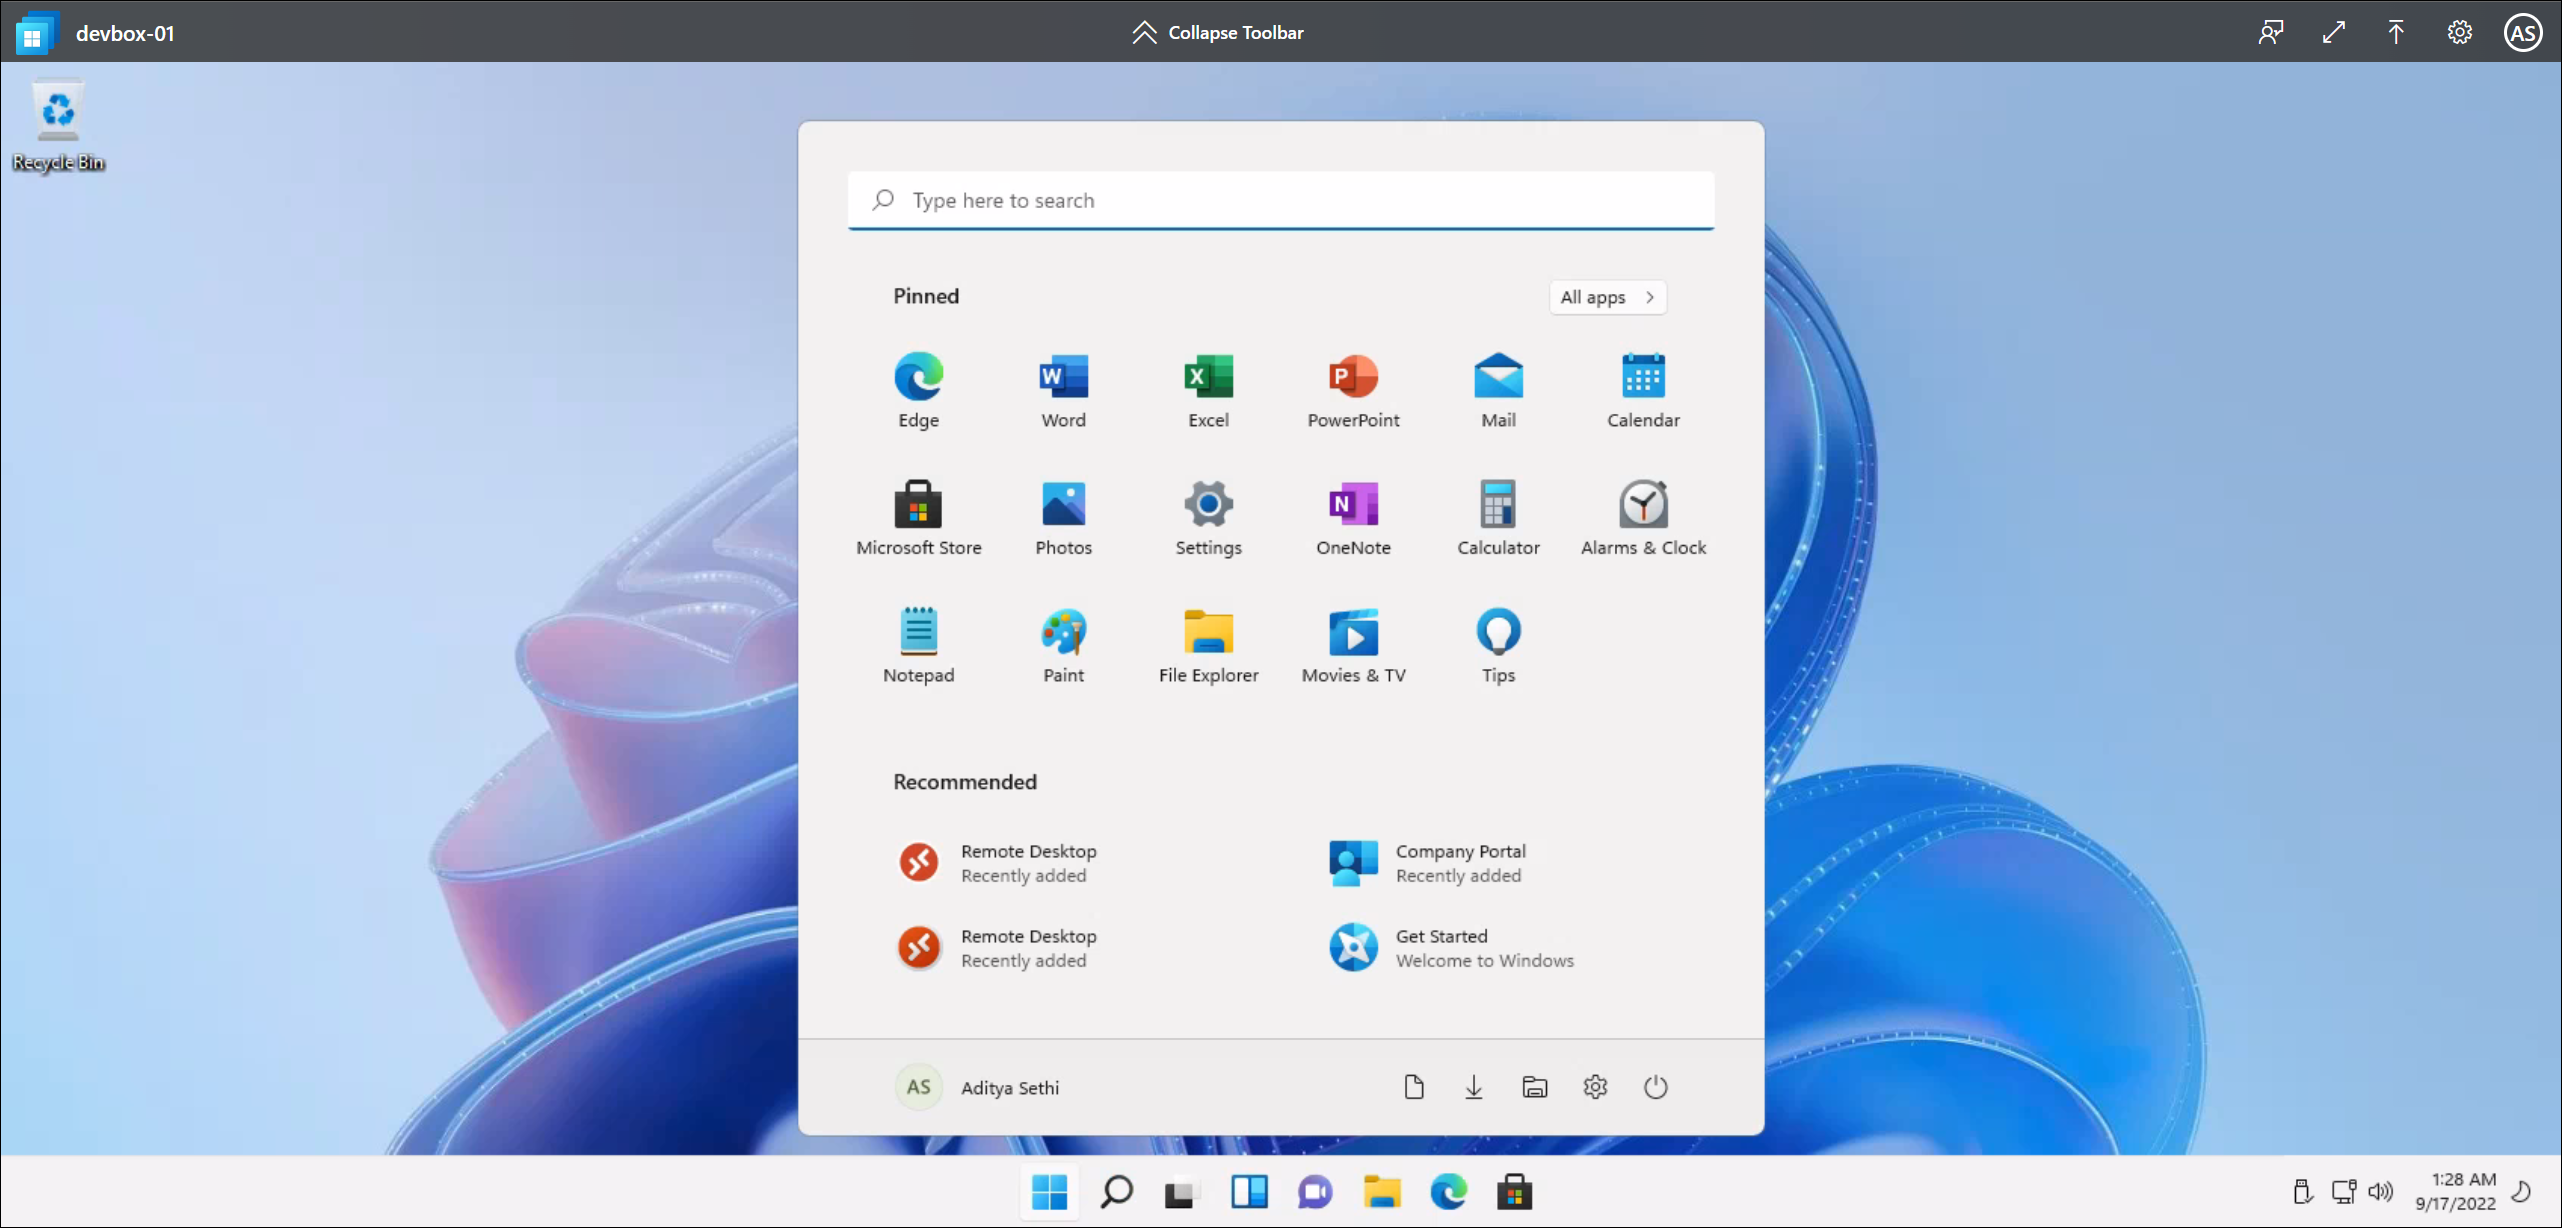 devbox-01
Collapse Toolbar
AS
Recycle Bin
Type here to search
Pinned
All apps
Edge
Word
Excel
PowerPoint
Mail
Calendar
Microsoft Store
Photos
Settings
OneNote
Calculator
Alarms & Clock
Notepad
Paint
File Explorer
Movies & TV
Tips
Recommended
Remote Desktop
Recently added
Company Portal
Recently added
Remote Desktop
Recently added
Get Started
Welcome to Windows
AS
Aditya Sethi
1:28 AM
9/17/2022